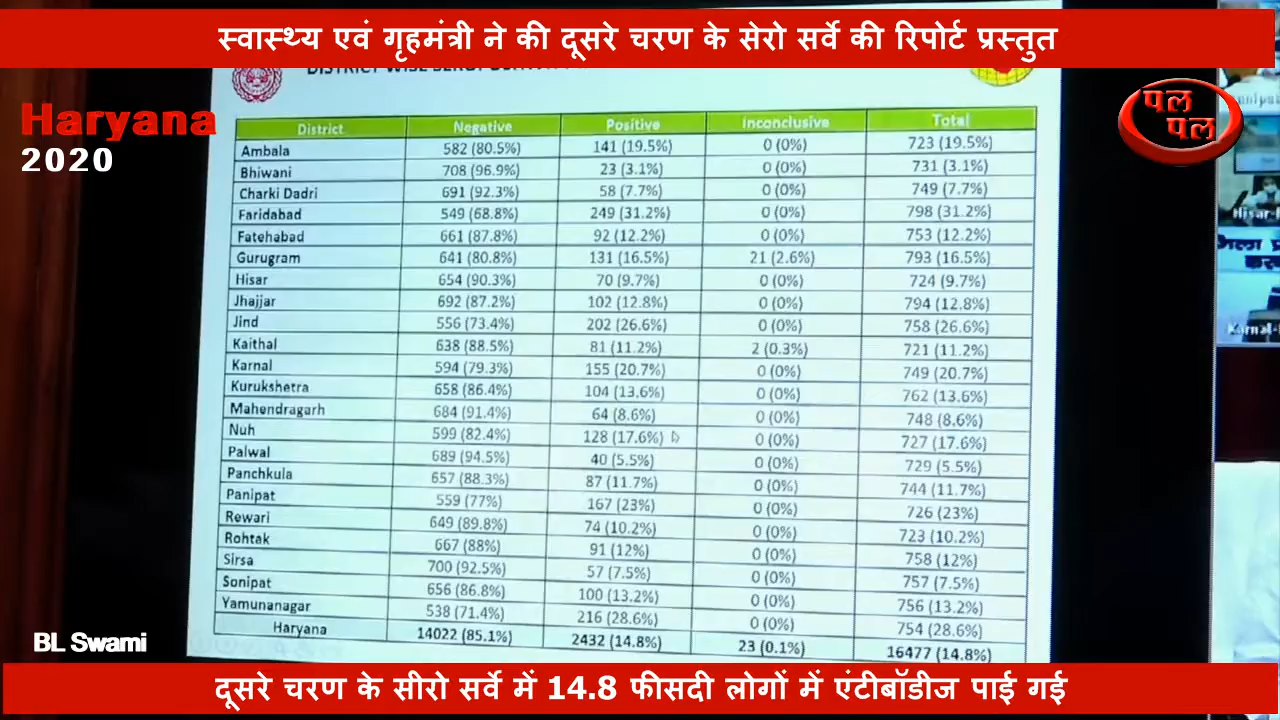 स्वास्थ्य एवं गृहमंत्री ने की दूसरे चरण के सेरो सर्वे की रिपोर्ट प्रस्तुत
Haryana
2020
पल
पल
District Negative Positive Inconclusive Total
Ambala 582 (80.5%) 141 (19.5%) 0 (0%) 723 (19.5%)
Bhiwani 708 (96.9%) 23 (3.1%) 0 (0%) 731 (3.1%)
Charki Dadri 691 (92.3%) 58 (7.7%) 0 (0%) 749 (7.7%)
Faridabad 549 (68.8%) 249 (31.2%) 0 (0%) 798 (31.2%)
Fatehabad 661 (87.8%) 92 (12.2%) 0 (0%) 753 (12.2%)
Gurugram 641 (80.8%) 131 (16.5%) 21 (2.6%) 793 (16.5%)
Hisar 654 (90.3%) 70 (9.7%) 0 (0%) 724 (9.7%)
Jhajjar 692 (87.2%) 102 (12.8%) 0 (0%) 794 (12.8%)
Jind 556 (73.4%) 202 (26.6%) 0 (0%) 758 (26.6%)
Kaithal 638 (88.5%) 81 (11.2%) 2 (0.3%) 721 (11.2%)
Karnal 594 (79.3%) 155 (20.7%) 0 (0%) 749 (20.7%)
Kurukshetra 658 (86.4%) 104 (13.6%) 0 (0%) 762 (13.6%)
Mahendragarh 684 (91.4%) 64 (8.6%) 0 (0%) 748 (8.6%)
Nuh 599 (82.4%) 128 (17.6%) 0 (0%) 727 (17.6%)
Palwal 689 (94.5%) 40 (5.5%) 0 (0%) 729 (5.5%)
Panchkula 657 (88.3%) 87 (11.7%) 0 (0%) 744 (11.7%)
Panipat 559 (77%) 167 (23%) 0 (0%) 726 (23%)
Rewari 649 (89.8%) 74 (10.2%) 0 (0%) 723 (10.2%)
Rohtak 667 (88%) 91 (12%) 0 (0%) 758 (12%)
Sirsa 700 (92.5%) 57 (7.5%) 0 (0%) 757 (7.5%)
Sonipat 656 (86.8%) 100 (13.2%) 0 (0%) 756 (13.2%)
Yamunanagar 538 (71.4%) 216 (28.6%) 0 (0%) 754 (28.6%)
Haryana 14022 (85.1%) 2432 (14.8%) 23 (0.1%) 16477 (14.8%)
Hisar
Karnal
BL Swami
दूसरे चरण के सीरो सर्वे में 14.8 फीसदी लोगों में एंटीबॉडीज पाई गई